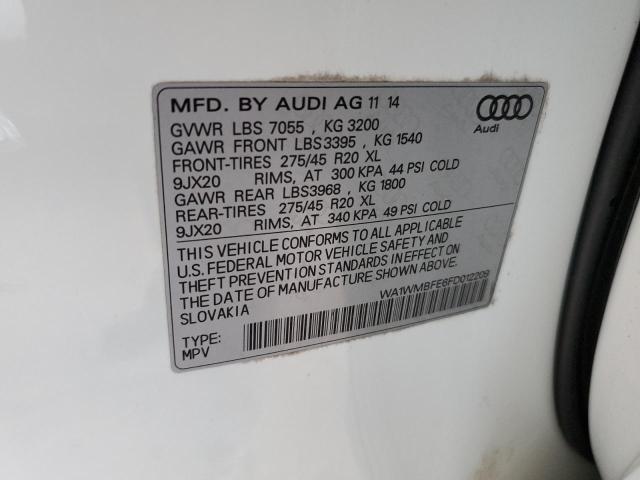 MFD. BY AUDI AG 11 14
Audi
GVWR LBS 7055 , KG 3200
GAWR FRONT LBS3395 , KG 1540
FRONT-TIRES 275/45 R20 XL
9JX20 RIMS, AT 300 KPA 44 PSI COLD
GAWR REAR LBS3968 , KG 1800
REAR-TIRES 275/45 R20 XL
9JX20 RIMS, AT 340 KPA 49 PSI COLD
THIS VEHICLE CONFORMS TO ALL APPLICABLE
U.S. FEDERAL MOTOR VEHICLE SAFETY AND
THEFT PREVENTION STANDARDS IN EFFECT ON
THE DATE OF MANUFACTURE SHOWN ABOVE.
SLOVAKIA
WA1WMBFE6FD012209
TYPE:
MPV